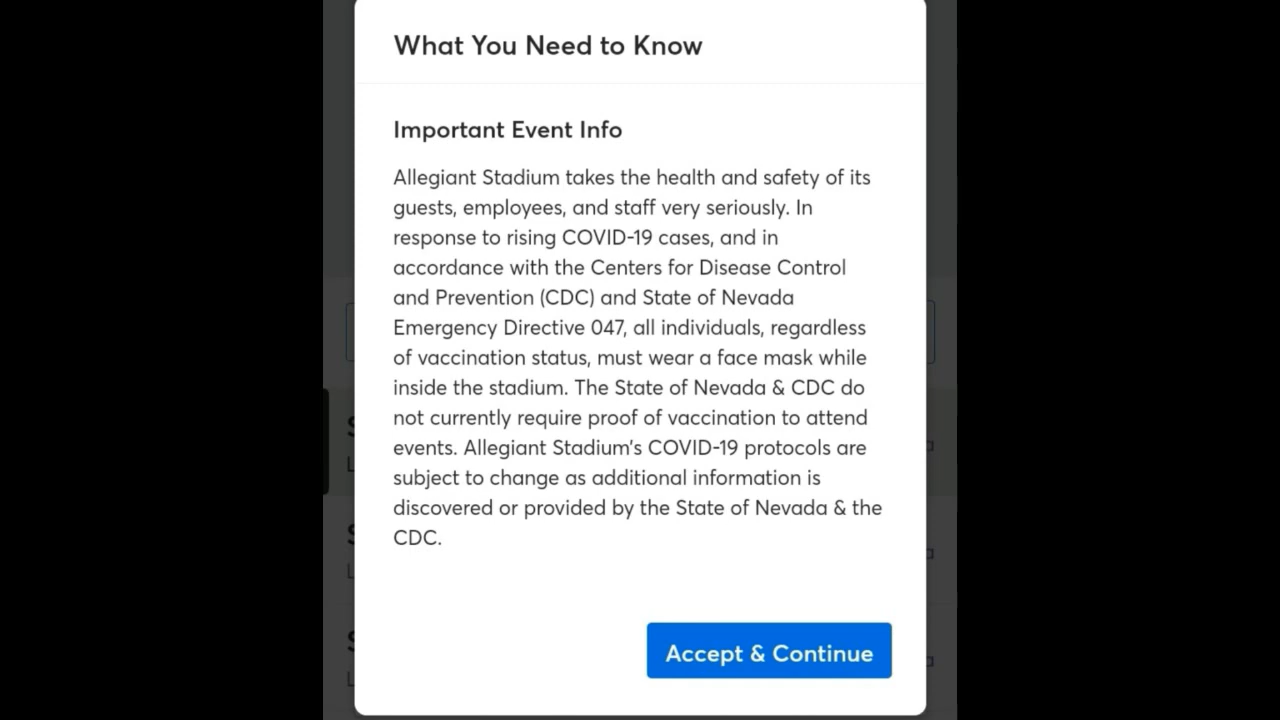 What You Need to Know
Important Event Info
Allegiant Stadium takes the health and safety of its
guests, employees, and staff very seriously. In
response to rising COVID-19 cases, and in
accordance with the Centers for Disease Control
and Prevention (CDC) and State of Nevada
Emergency Directive 047, all individuals, regardless
of vaccination status, must wear a face mask while
inside the stadium. The State of Nevada & CDC do
not currently require proof of vaccination to attend
events. Allegiant Stadium's COVID-19 protocols are
subject to change as additional information is
discovered or provided by the State of Nevada & the
CDC.
Accept & Continue